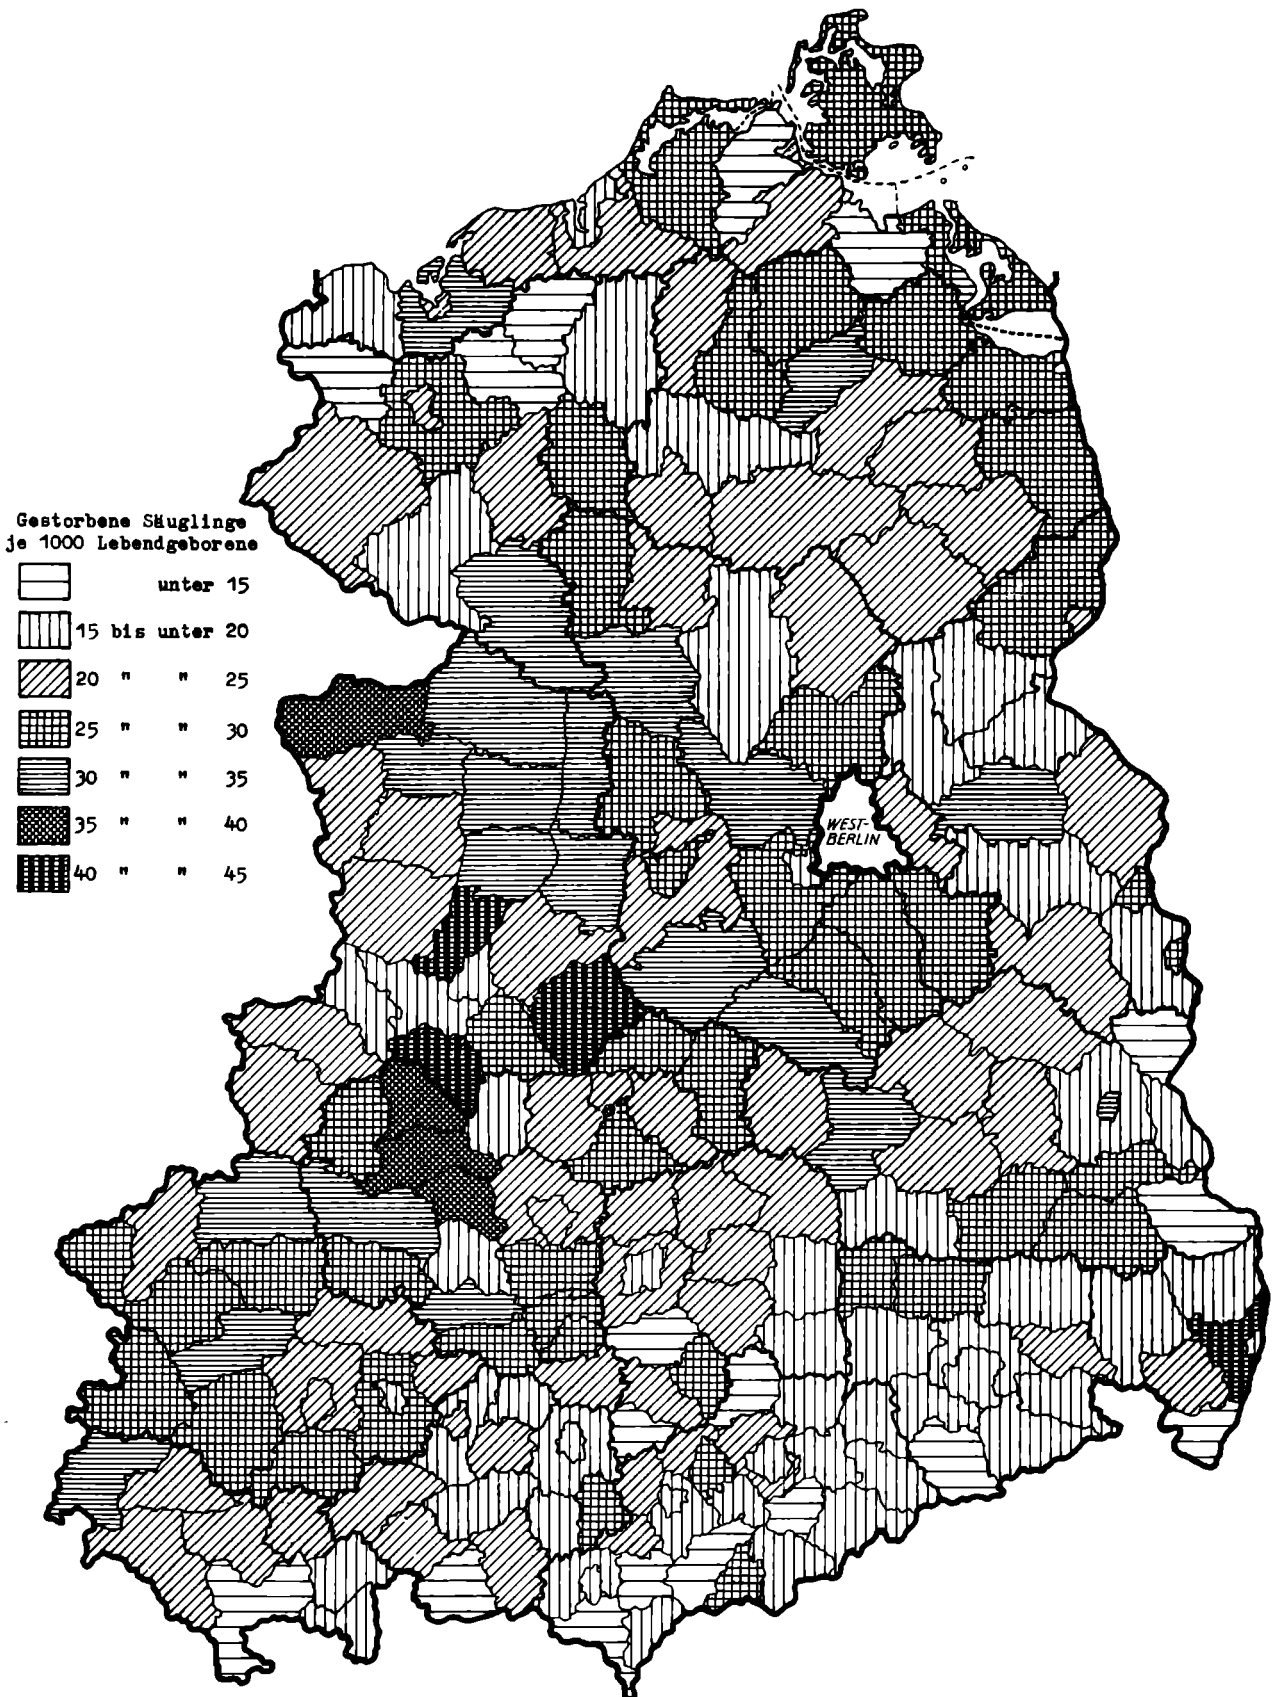 Gestorbene Säuglinge
je 1000 Lebendgeborene
unter 15
15 bis unter 20
20 " " 25
25 " " 30
30 " " 35
35 " " 40
40 " " 45
WEST-
BERLIN